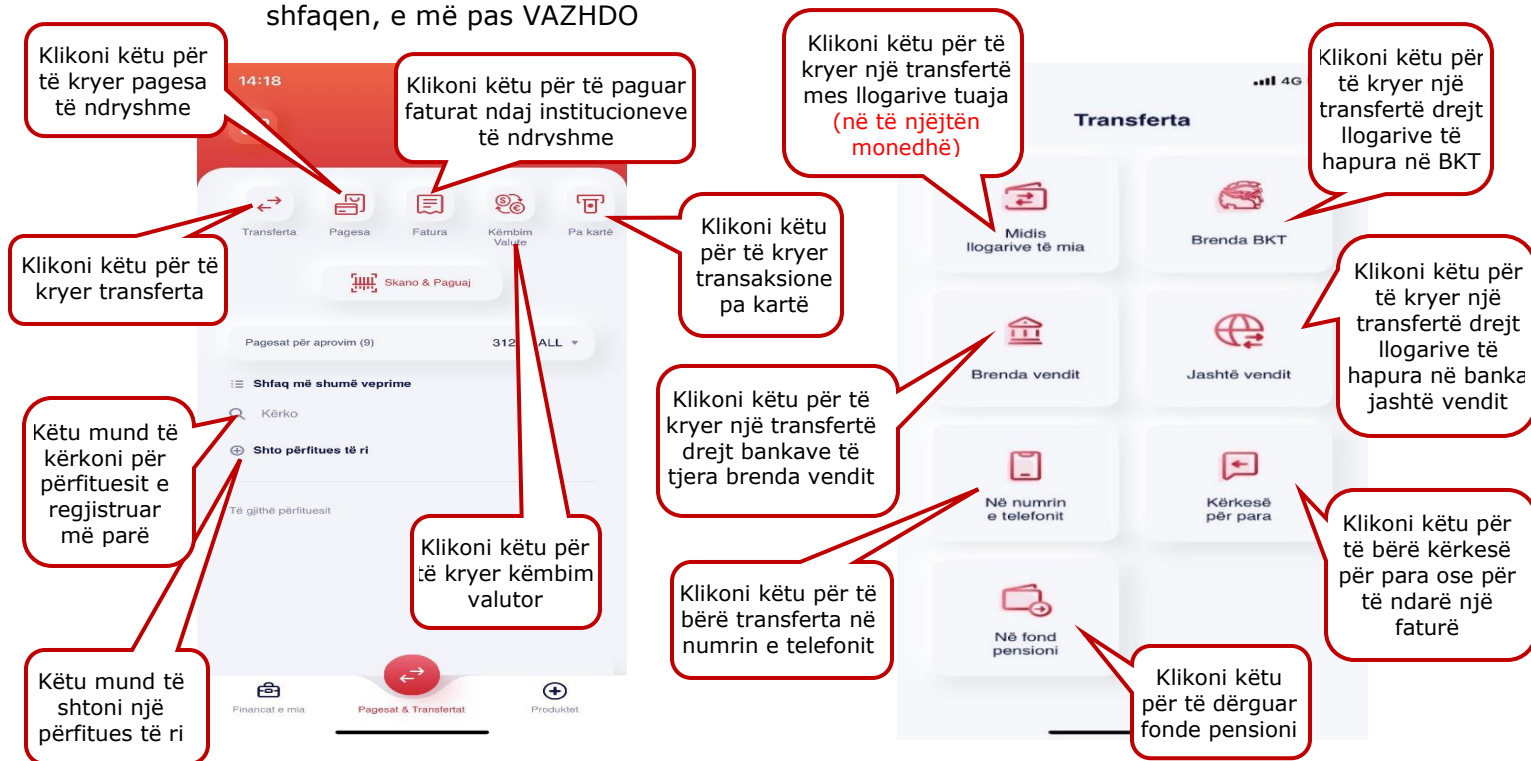 shfaqen, e më pas VAZHDO
Klikoni këtu për
të kryer pagesa
të ndryshme
14:18
Klikoni këtu për të paguar
faturat ndaj institucioneve
të ndryshme
Transferta
Pagesa
Fatura
Këmbim
Valute
Pa kartë
Klikoni këtu për të
kryer transferta
Klikoni këtu
për të kryer
transaksione
pa kartë
Skano & Paguaj
Pagesat për aprovim (9)
312 ALL
Shfaq më shumë veprime
Kërko
Shto përfitues të ri
Të gjithë përfituesit
Këtu mund të
kërkoni për
përfituesit e
regjistruar
më parë
Klikoni këtu për
të kryer këmbim
valutor
Këtu mund të
shtoni një
përfitues të ri
Financat e mia
Pagesat & Transfertat
Produktet
Klikoni këtu për të
kryer një transfertë
mes llogarive tuaja
(në të njëjtën
monedhë)
4G
Transferta
Klikoni këtu për
të kryer një
transfertë drejt
llogarive të
hapura në BKT
Midis
llogarive të mia
Brenda BKT
Klikoni këtu për
të kryer një
transfertë drejt
llogarive të
hapura në banka
jashtë vendit
Brenda vendit
Jashtë vendit
Klikoni këtu për të
kryer një transfertë
drejt bankave të
tjera brenda vendit
Në numrin
e telefonit
Kërkesë
për para
Klikoni këtu për
të bërë kërkesë
për para ose për
të ndarë një
faturë
Klikoni këtu për të
bërë transferta në
numrin e telefonit
Në fond
pensioni
Klikoni këtu
për të dërguar
fonde pensioni